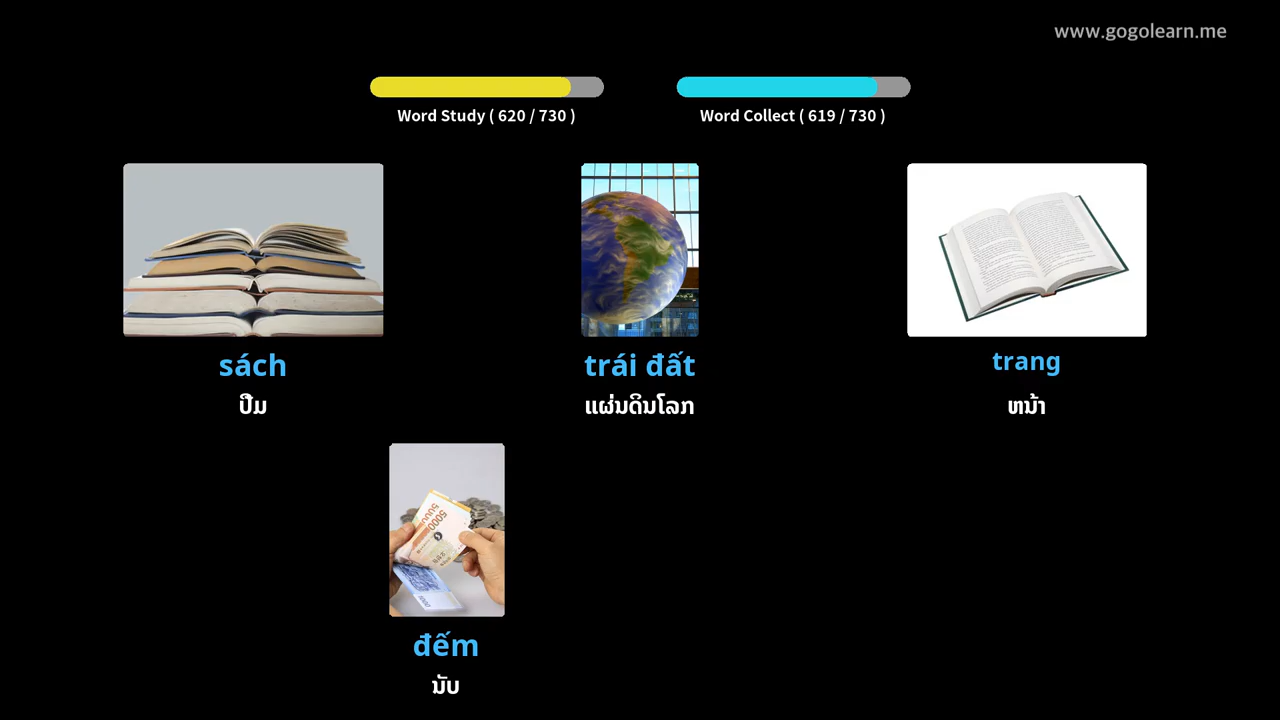 www.gogolearn.me
Word Study ( 620 / 730 )
Word Collect ( 619 / 730 )
sách
ປຶ້ມ
trái đất
ແຜ່ນດິນໂລກ
trang
ຫນ້າ
5000
đếm
ນັບ